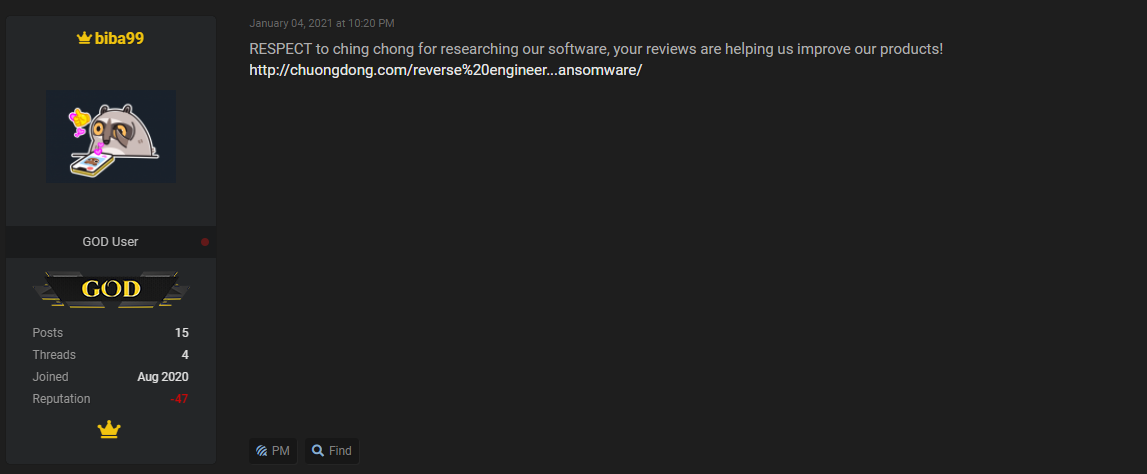 biba99
GOD User
GOD
Posts 15
Threads 4
Joined Aug 2020
Reputation -47
January 04, 2021 at 10:20 PM
RESPECT to ching chong for researching our software, your reviews are helping us improve our products!
http://chuongdong.com/reverse%20engineer...ansomware/
PM Find